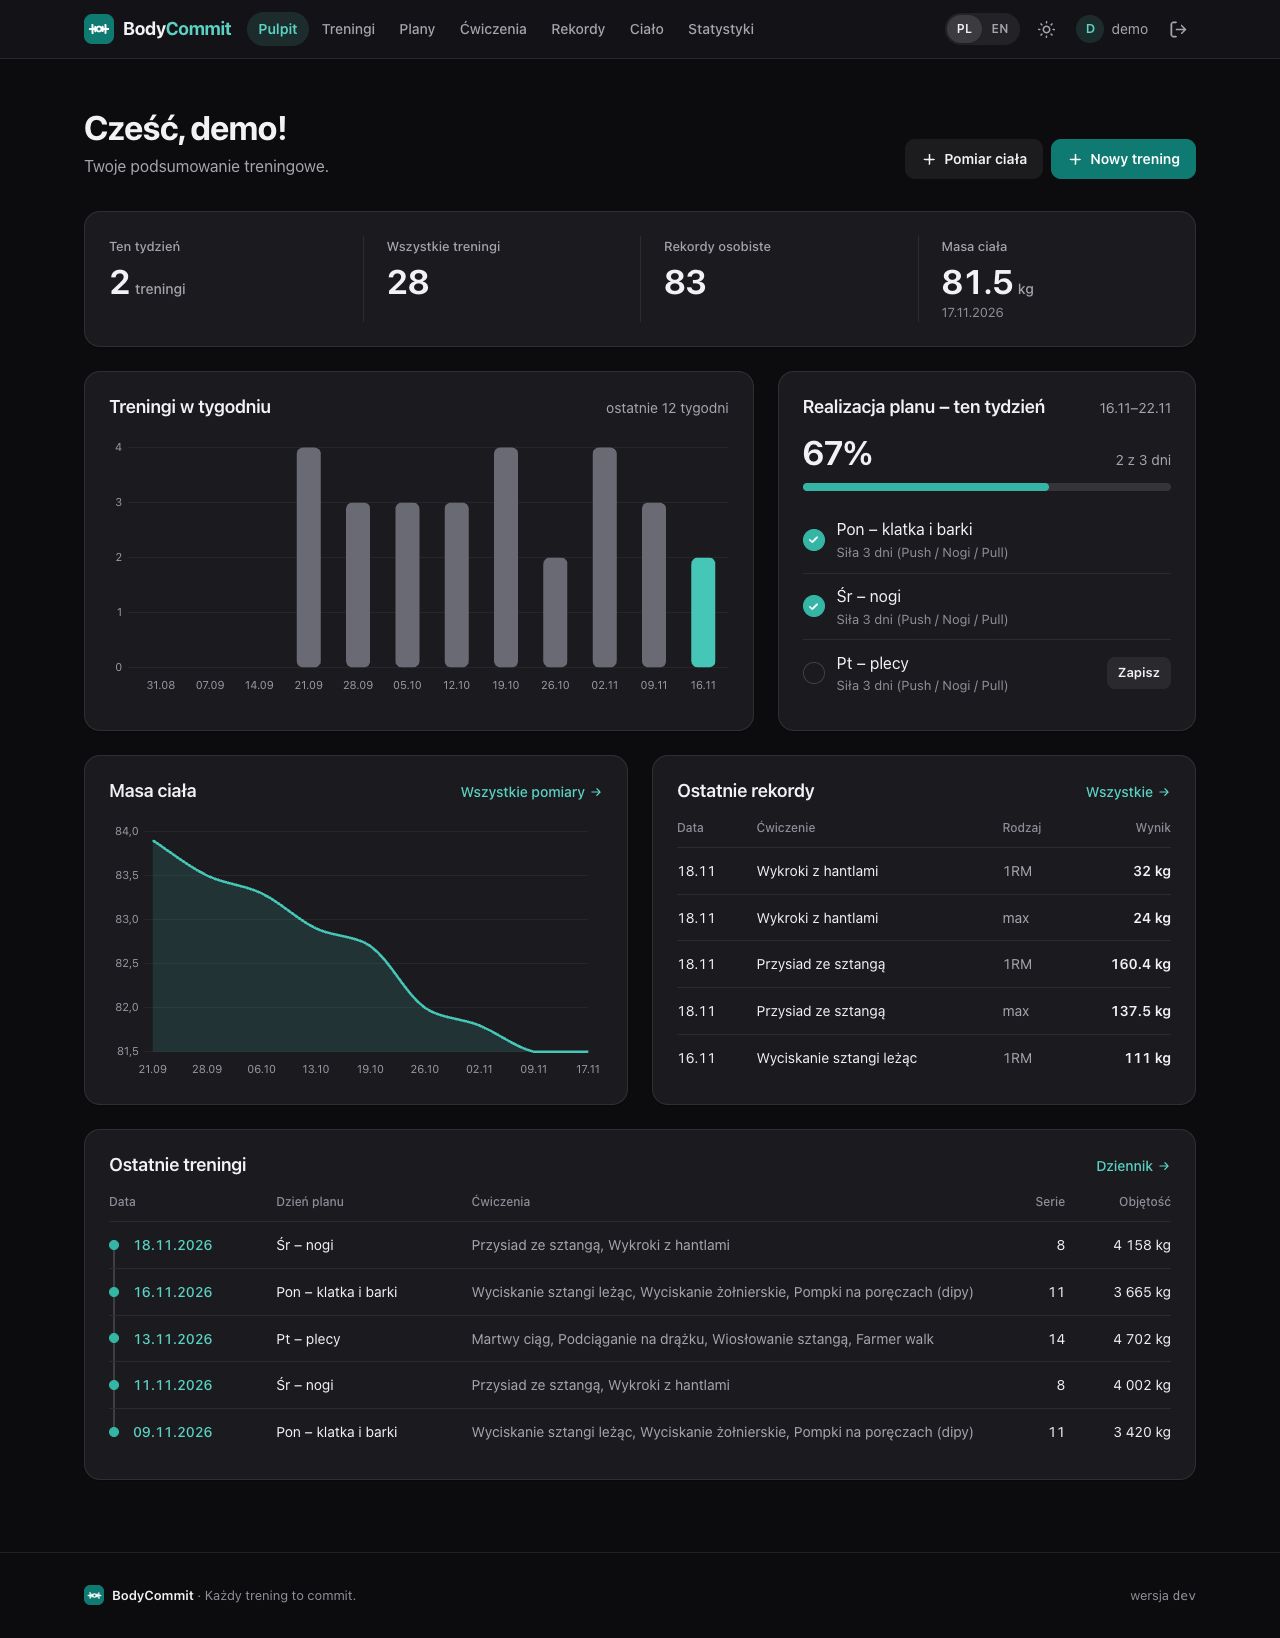 BodyCommit Pulpit Treningi Plany Ćwiczenia Rekordy Ciało Statystyki PL EN D demo
Cześć, demo!
Twoje podsumowanie treningowe.
Pomiar ciała Nowy trening
Ten tydzień
2 treningi
Wszystkie treningi
28
Rekordy osobiste
83
Masa ciała
81.5 kg
17.11.2026
Treningi w tygodniu ostatnie 12 tygodni
4
3
2
1
0
31.08 07.09 14.09 21.09 28.09 05.10 12.10 19.10 26.10 02.11 09.11 16.11
Realizacja planu – ten tydzień 16.11–22.11
67% 2 z 3 dni
Pon – klatka i barki
Siła 3 dni (Push / Nogi / Pull)
Śr – nogi
Siła 3 dni (Push / Nogi / Pull)
Pt – plecy
Siła 3 dni (Push / Nogi / Pull)
Zapisz
Masa ciała Wszystkie pomiary →
84,0
83,5
83,0
82,5
82,0
81,5
21.09 28.09 06.10 13.10 19.10 26.10 02.11 09.11 17.11
Ostatnie rekordy Wszystkie →
Data Ćwiczenie Rodzaj Wynik
18.11 Wykroki z hantlami 1RM 32 kg
18.11 Wykroki z hantlami max 24 kg
18.11 Przysiad ze sztangą 1RM 160.4 kg
18.11 Przysiad ze sztangą max 137.5 kg
16.11 Wyciskanie sztangi leżąc 1RM 111 kg
Ostatnie treningi Dziennik →
Data Dzień planu Ćwiczenia Serie Objętość
18.11.2026 Śr – nogi Przysiad ze sztangą, Wykroki z hantlami 8 4 158 kg
16.11.2026 Pon – klatka i barki Wyciskanie sztangi leżąc, Wyciskanie żołnierskie, Pompki na poręczach (dipy) 11 3 665 kg
13.11.2026 Pt – plecy Martwy ciąg, Podciąganie na drążku, Wiosłowanie sztangą, Farmer walk 14 4 702 kg
11.11.2026 Śr – nogi Przysiad ze sztangą, Wykroki z hantlami 8 4 002 kg
09.11.2026 Pon – klatka i barki Wyciskanie sztangi leżąc, Wyciskanie żołnierskie, Pompki na poręczach (dipy) 11 3 420 kg
BodyCommit · Każdy trening to commit. wersja dev